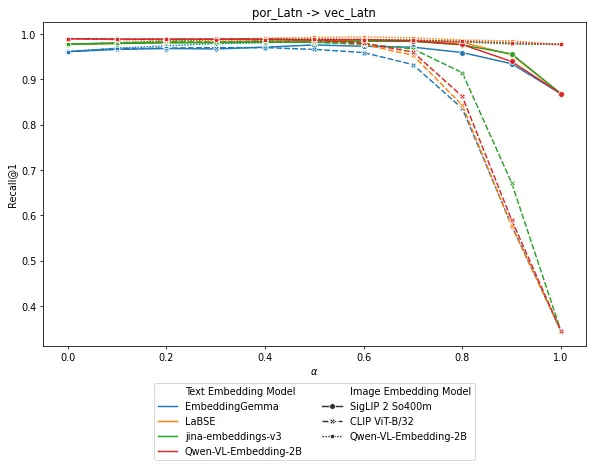 por_Latn -> vec_Latn
1.0
0.9
0.8
0.7
0.6
0.5
0.4
Recall@1
0.0 0.2 0.4 0.6 0.8 1.0
α
Text Embedding Model Image Embedding Model
EmbeddingGemma SigLIP 2 So400m
LaBSE CLIP ViT-B/32
jina-embeddings-v3 Qwen-VL-Embedding-2B
Qwen-VL-Embedding-2B